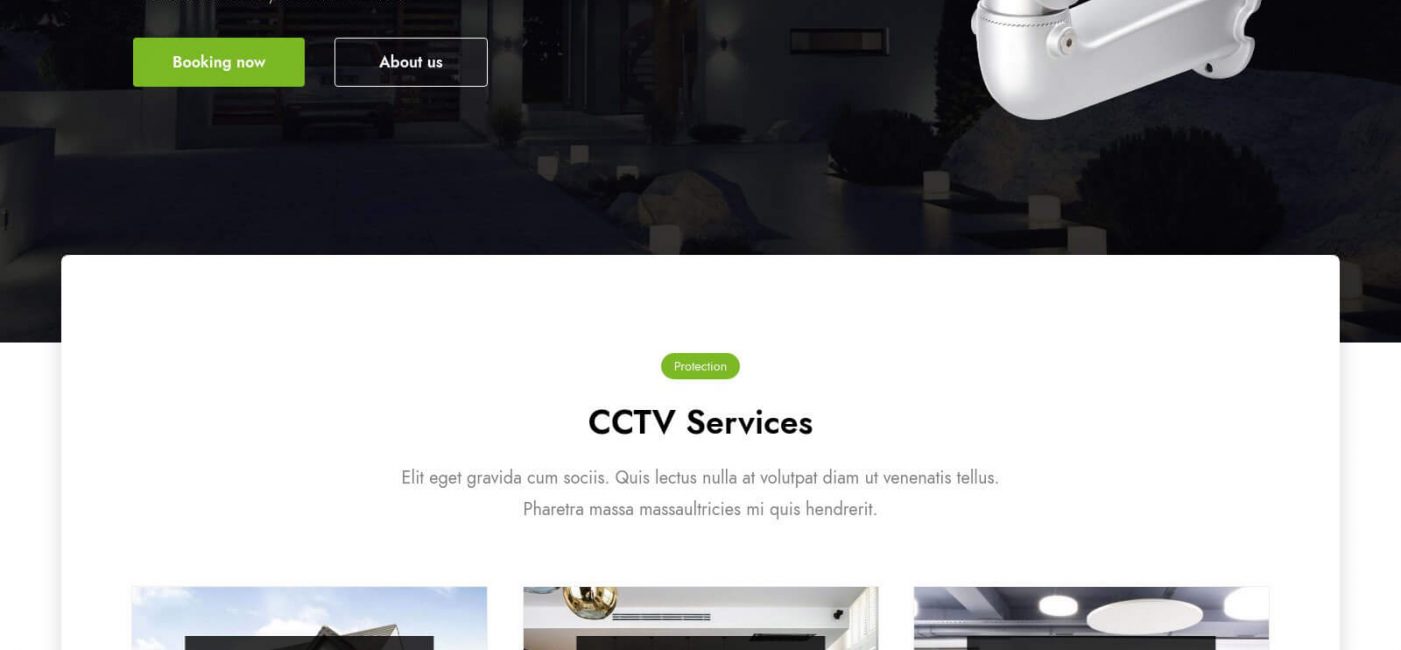 Booking now
About us
Protection
CCTV Services
Elit eget gravida cum sociis. Quis lectus nulla at volutpat diam ut venenatis tellus.
Pharetra massa massaultricies mi quis hendrerit.